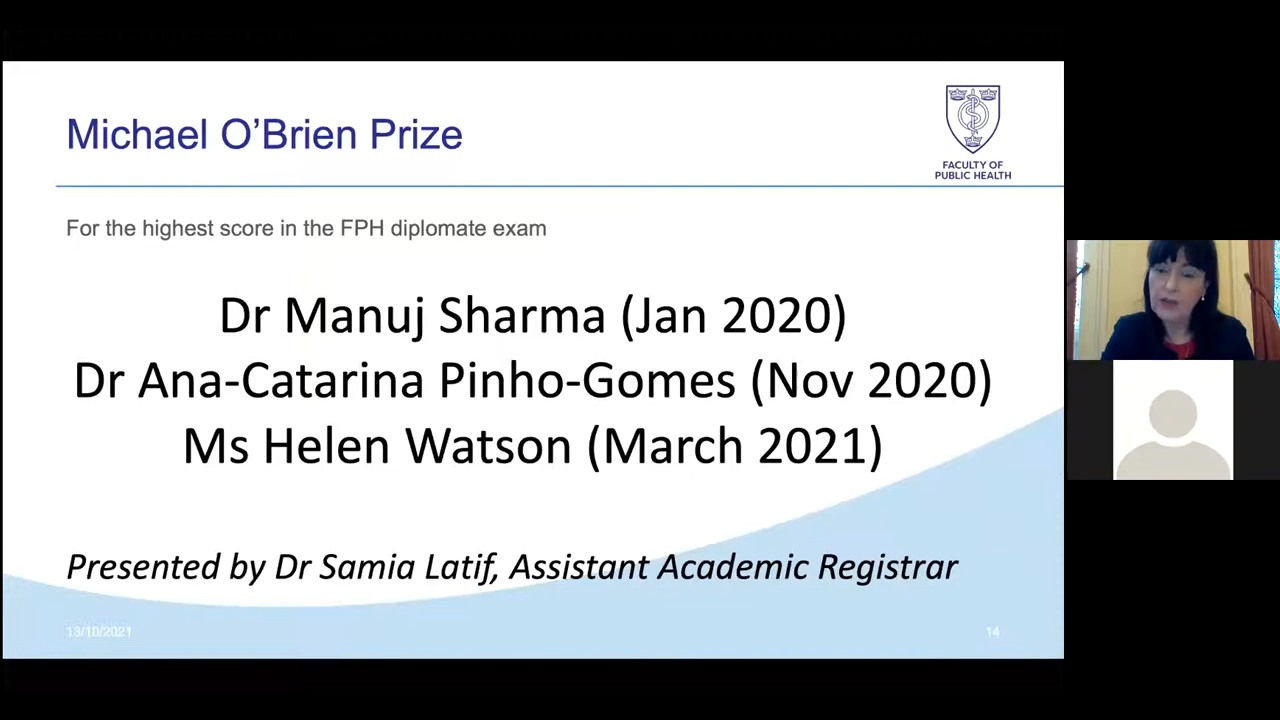 Michael O’Brien Prize
FACULTY OF
PUBLIC HEALTH
For the highest score in the FPH diplomate exam
Dr Manuj Sharma (Jan 2020)
Dr Ana-Catarina Pinho-Gomes (Nov 2020)
Ms Helen Watson (March 2021)
Presented by Dr Samia Latif, Assistant Academic Registrar
13/10/2021
14